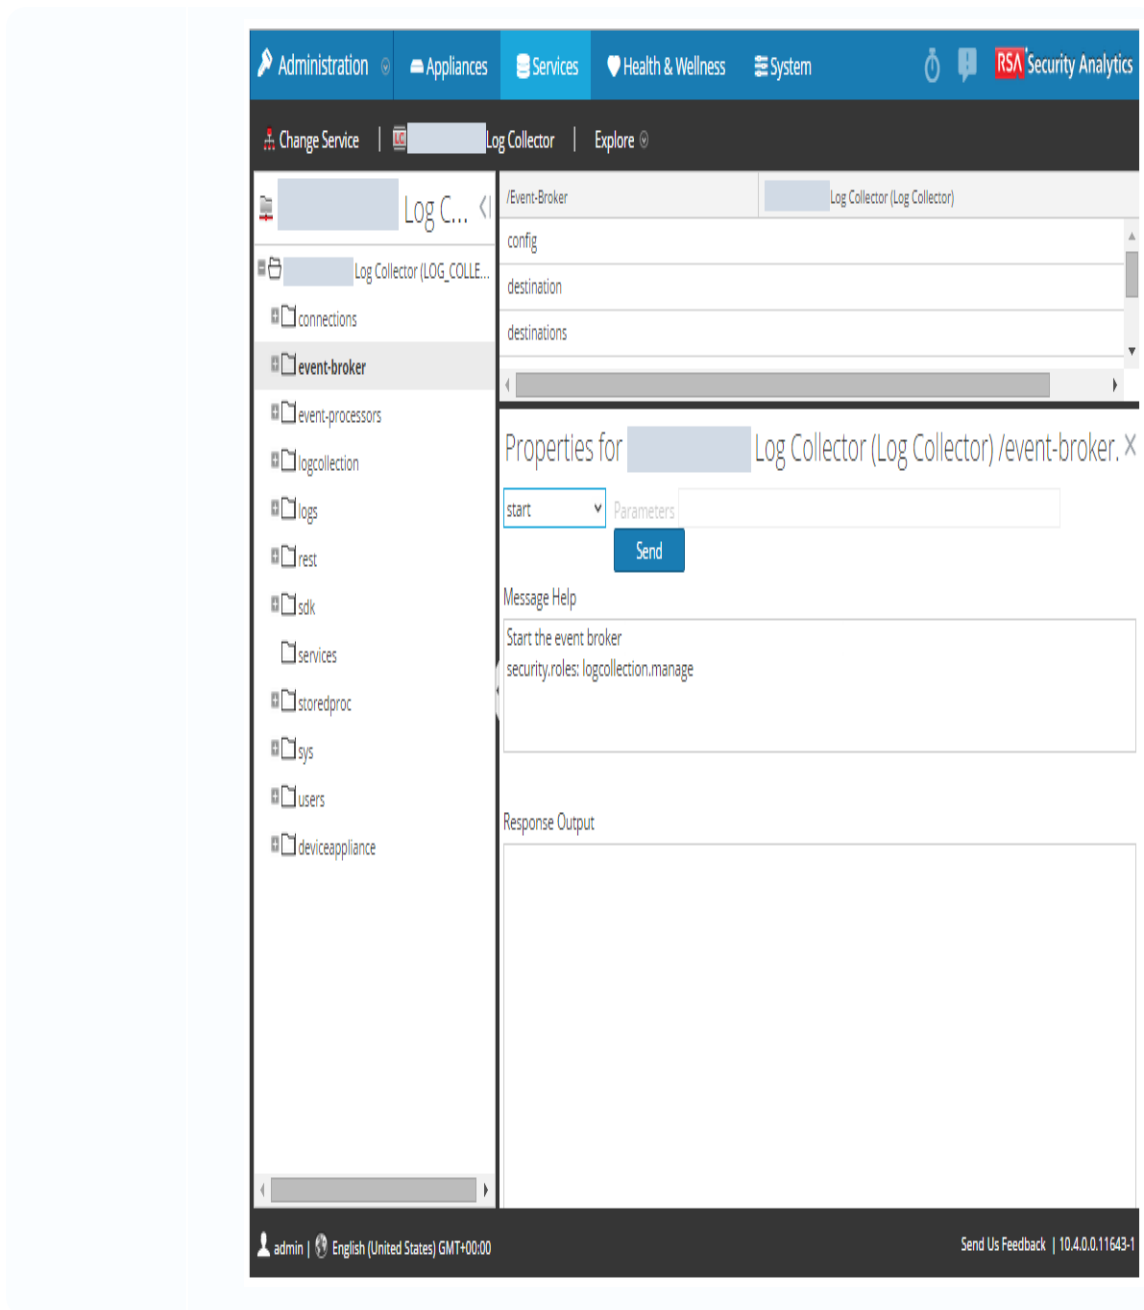 Administration Appliances Services Health & Wellness System RSA Security Analytics
Change Service | LC Log Collector | Explore
Log C...
Log Collector (LOG_COLLE...
connections
event-broker
event-processors
logcollection
logs
rest
sdk
services
storedproc
sys
users
deviceappliance
/Event-Broker Log Collector (Log Collector)
config
destination
destinations
Properties for Log Collector (Log Collector) /event-broker.
start Parameters
Send
Message Help
Start the event broker
security.roles: logcollection.manage
Response Output
admin | English (United States) GMT+00:00 Send Us Feedback | 10.4.0.0.11643-1